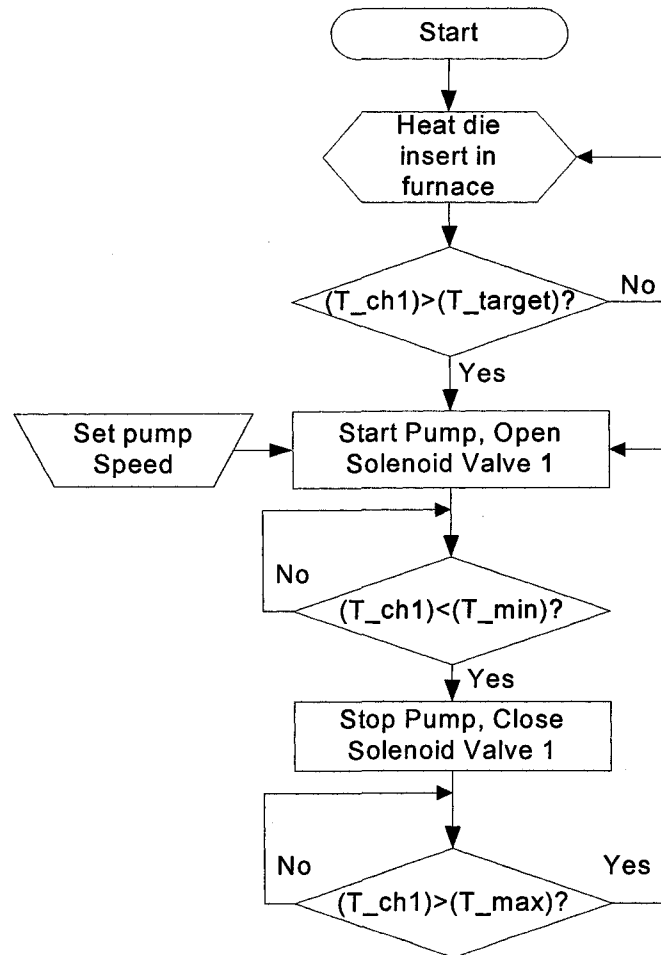 Start
Heat die
insert in
furnace
(T_ch1)>(T_target)?
No
Yes
Set pump
Speed
Start Pump, Open
Solenoid Valve 1
No
(T_ch1)<(T_min)?
Yes
Stop Pump, Close
Solenoid Valve 1
No
Yes
(T_ch1)>(T_max)?